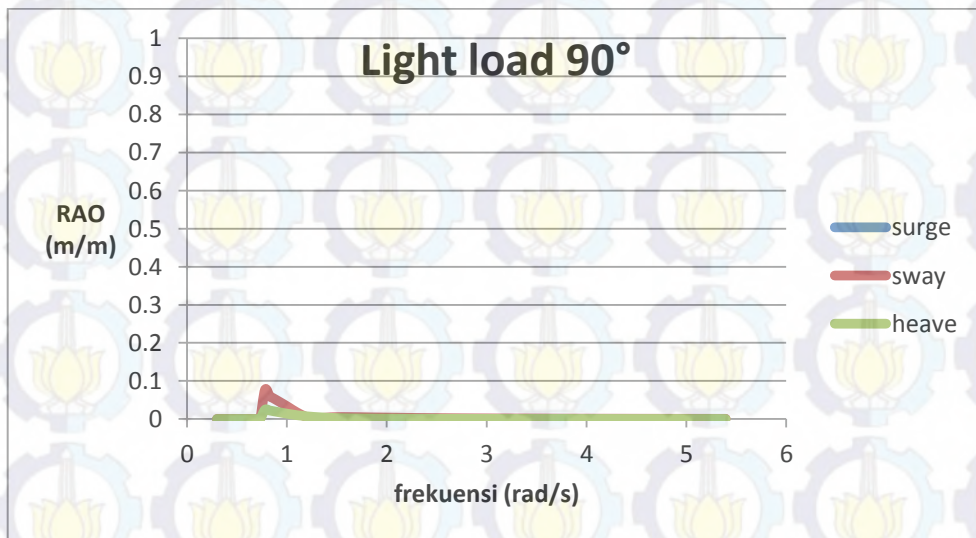 Light load 90°
1
0.9
0.8
0.7
0.6
0.5
0.4
0.3
0.2
0.1
0
RAO
(m/m)
0 1 2 3 4 5 6
frekuensi (rad/s)
surge
sway
heave